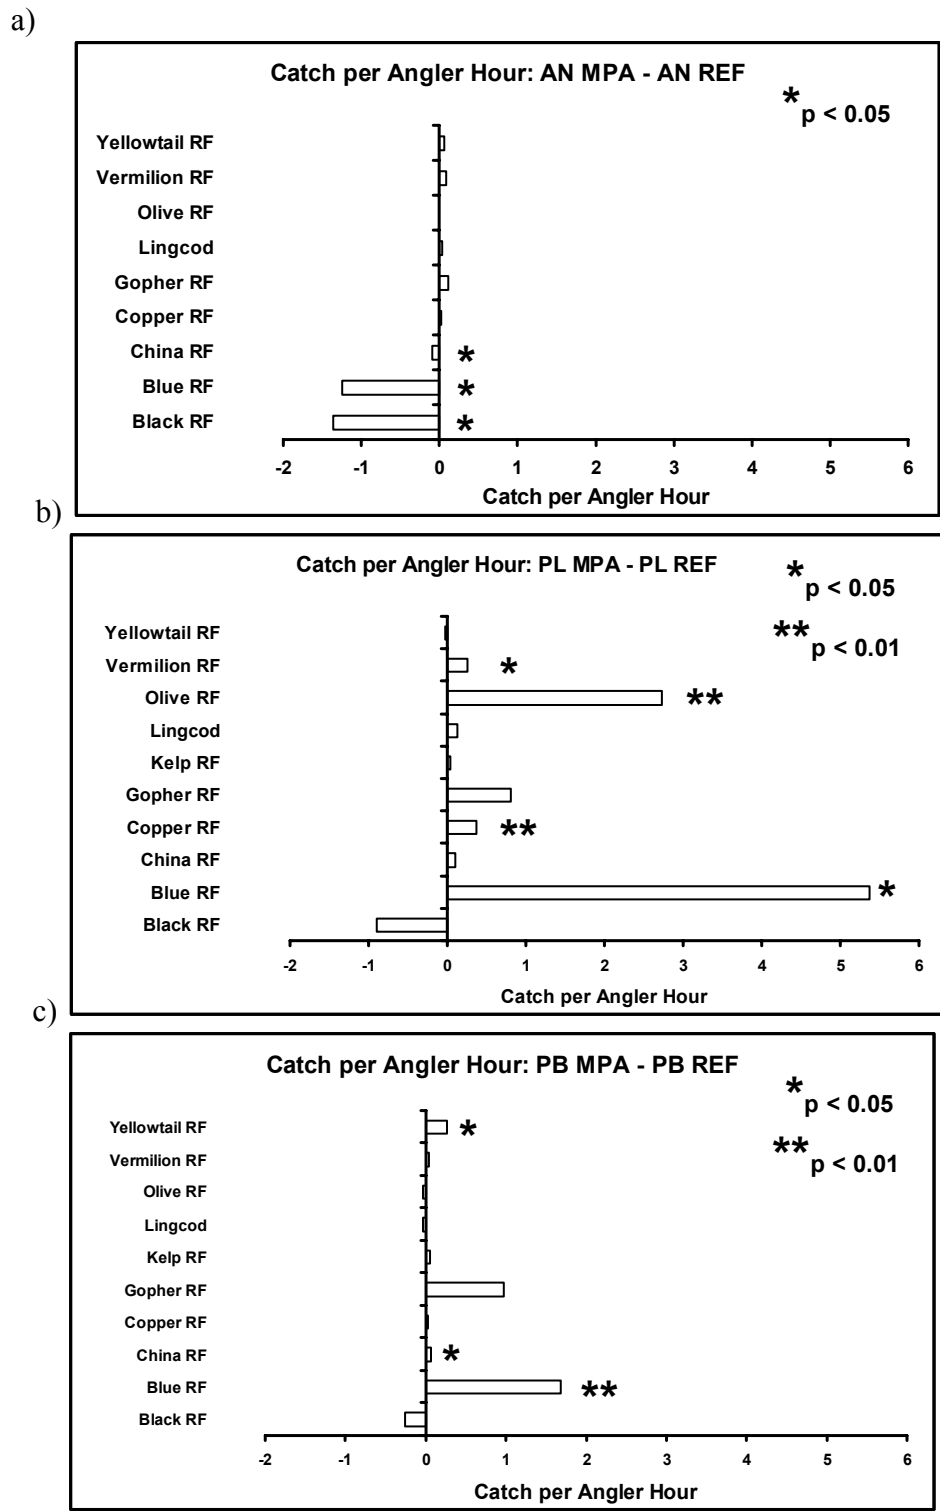 a)
Catch per Angler Hour: AN MPA - AN REF
* p < 0.05
Yellowtail RF
Vermilion RF
Olive RF
Lingcod
Gopher RF
Copper RF
China RF *
Blue RF *
Black RF *
-2 -1 0 1 2 3 4 5 6
Catch per Angler Hour
b)
Catch per Angler Hour: PL MPA - PL REF
* p < 0.05
** p < 0.01
Yellowtail RF
Vermilion RF *
Olive RF **
Lingcod
Kelp RF
Gopher RF
Copper RF **
China RF
Blue RF *
Black RF
-2 -1 0 1 2 3 4 5 6
Catch per Angler Hour
c)
Catch per Angler Hour: PB MPA - PB REF
* p < 0.05
** p < 0.01
Yellowtail RF *
Vermilion RF
Olive RF
Lingcod
Kelp RF
Gopher RF
Copper RF
China RF *
Blue RF **
Black RF
-2 -1 0 1 2 3 4 5 6
Catch per Angler Hour